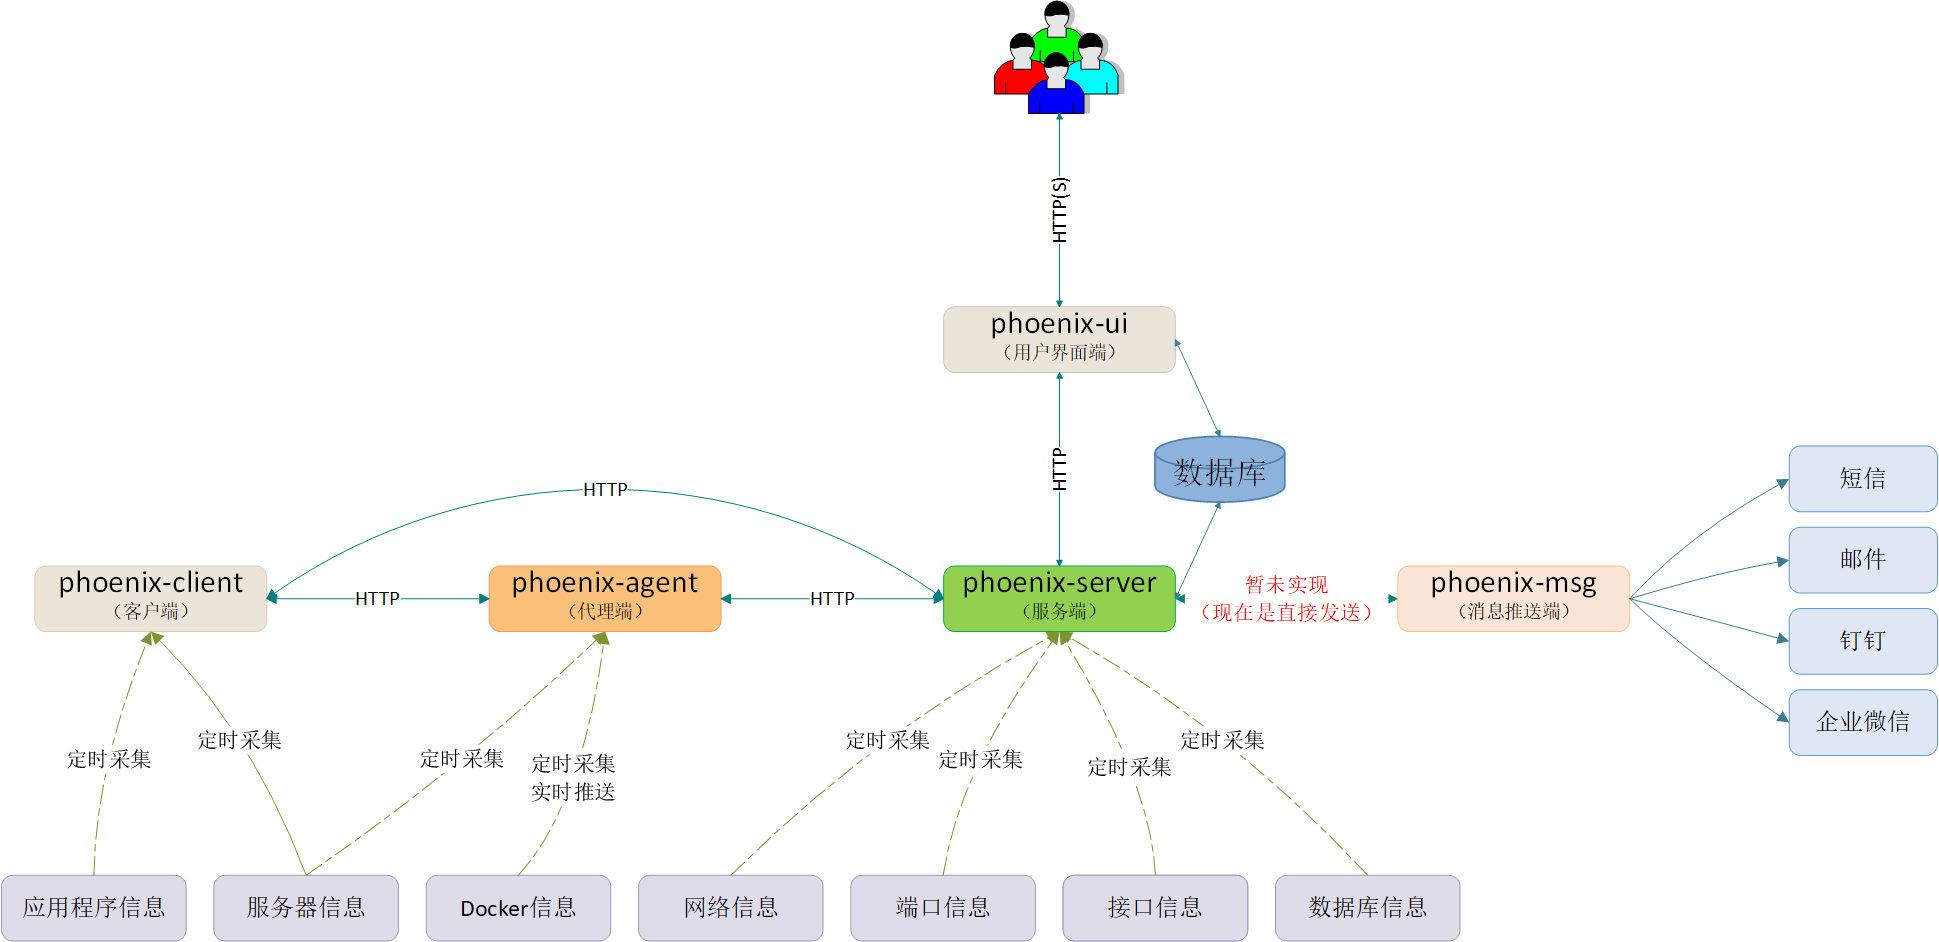 HTTP(S)
phoenix-ui
（用户界面端）
HTTP
数据库
HTTP
phoenix-client
（客户端）
HTTP
phoenix-agent
（代理端）
HTTP
phoenix-server
（服务端）
暂未实现
（现在是直接发送）
phoenix-msg
（消息推送端）
短信
邮件
钉钉
企业微信
定时采集
定时采集
定时采集
定时采集
实时推送
定时采集
定时采集
定时采集
定时采集
应用程序信息
服务器信息
Docker信息
网络信息
端口信息
接口信息
数据库信息